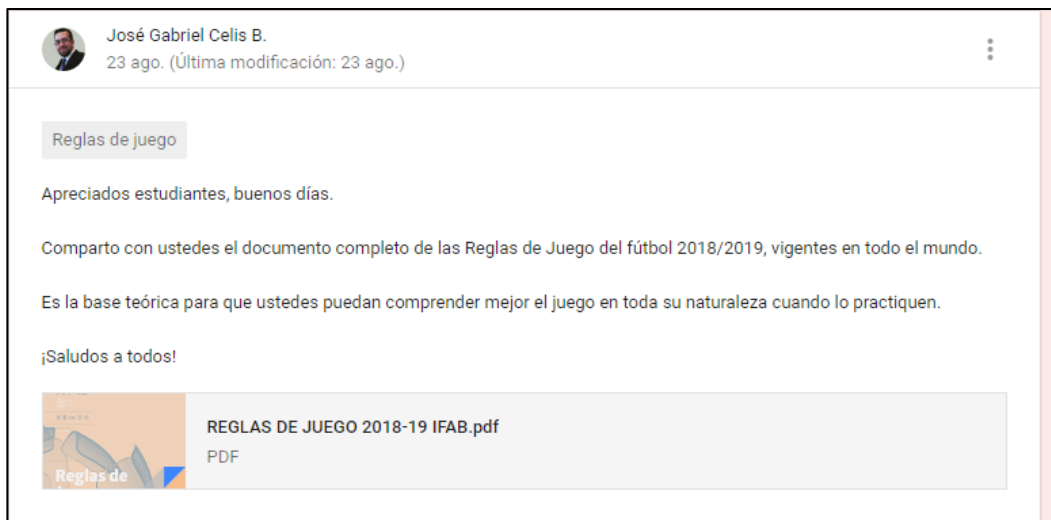 José Gabriel Celis B.
23 ago. (Última modificación: 23 ago.)
Reglas de juego
Apreciados estudiantes, buenos días.
Comparto con ustedes el documento completo de las Reglas de Juego del fútbol 2018/2019, vigentes en todo el mundo.
Es la base teórica para que ustedes puedan comprender mejor el juego en toda su naturaleza cuando lo practiquen.
¡Saludos a todos!
REGLAS DE JUEGO 2018-19 IFAB.pdf
PDF
Reglas de